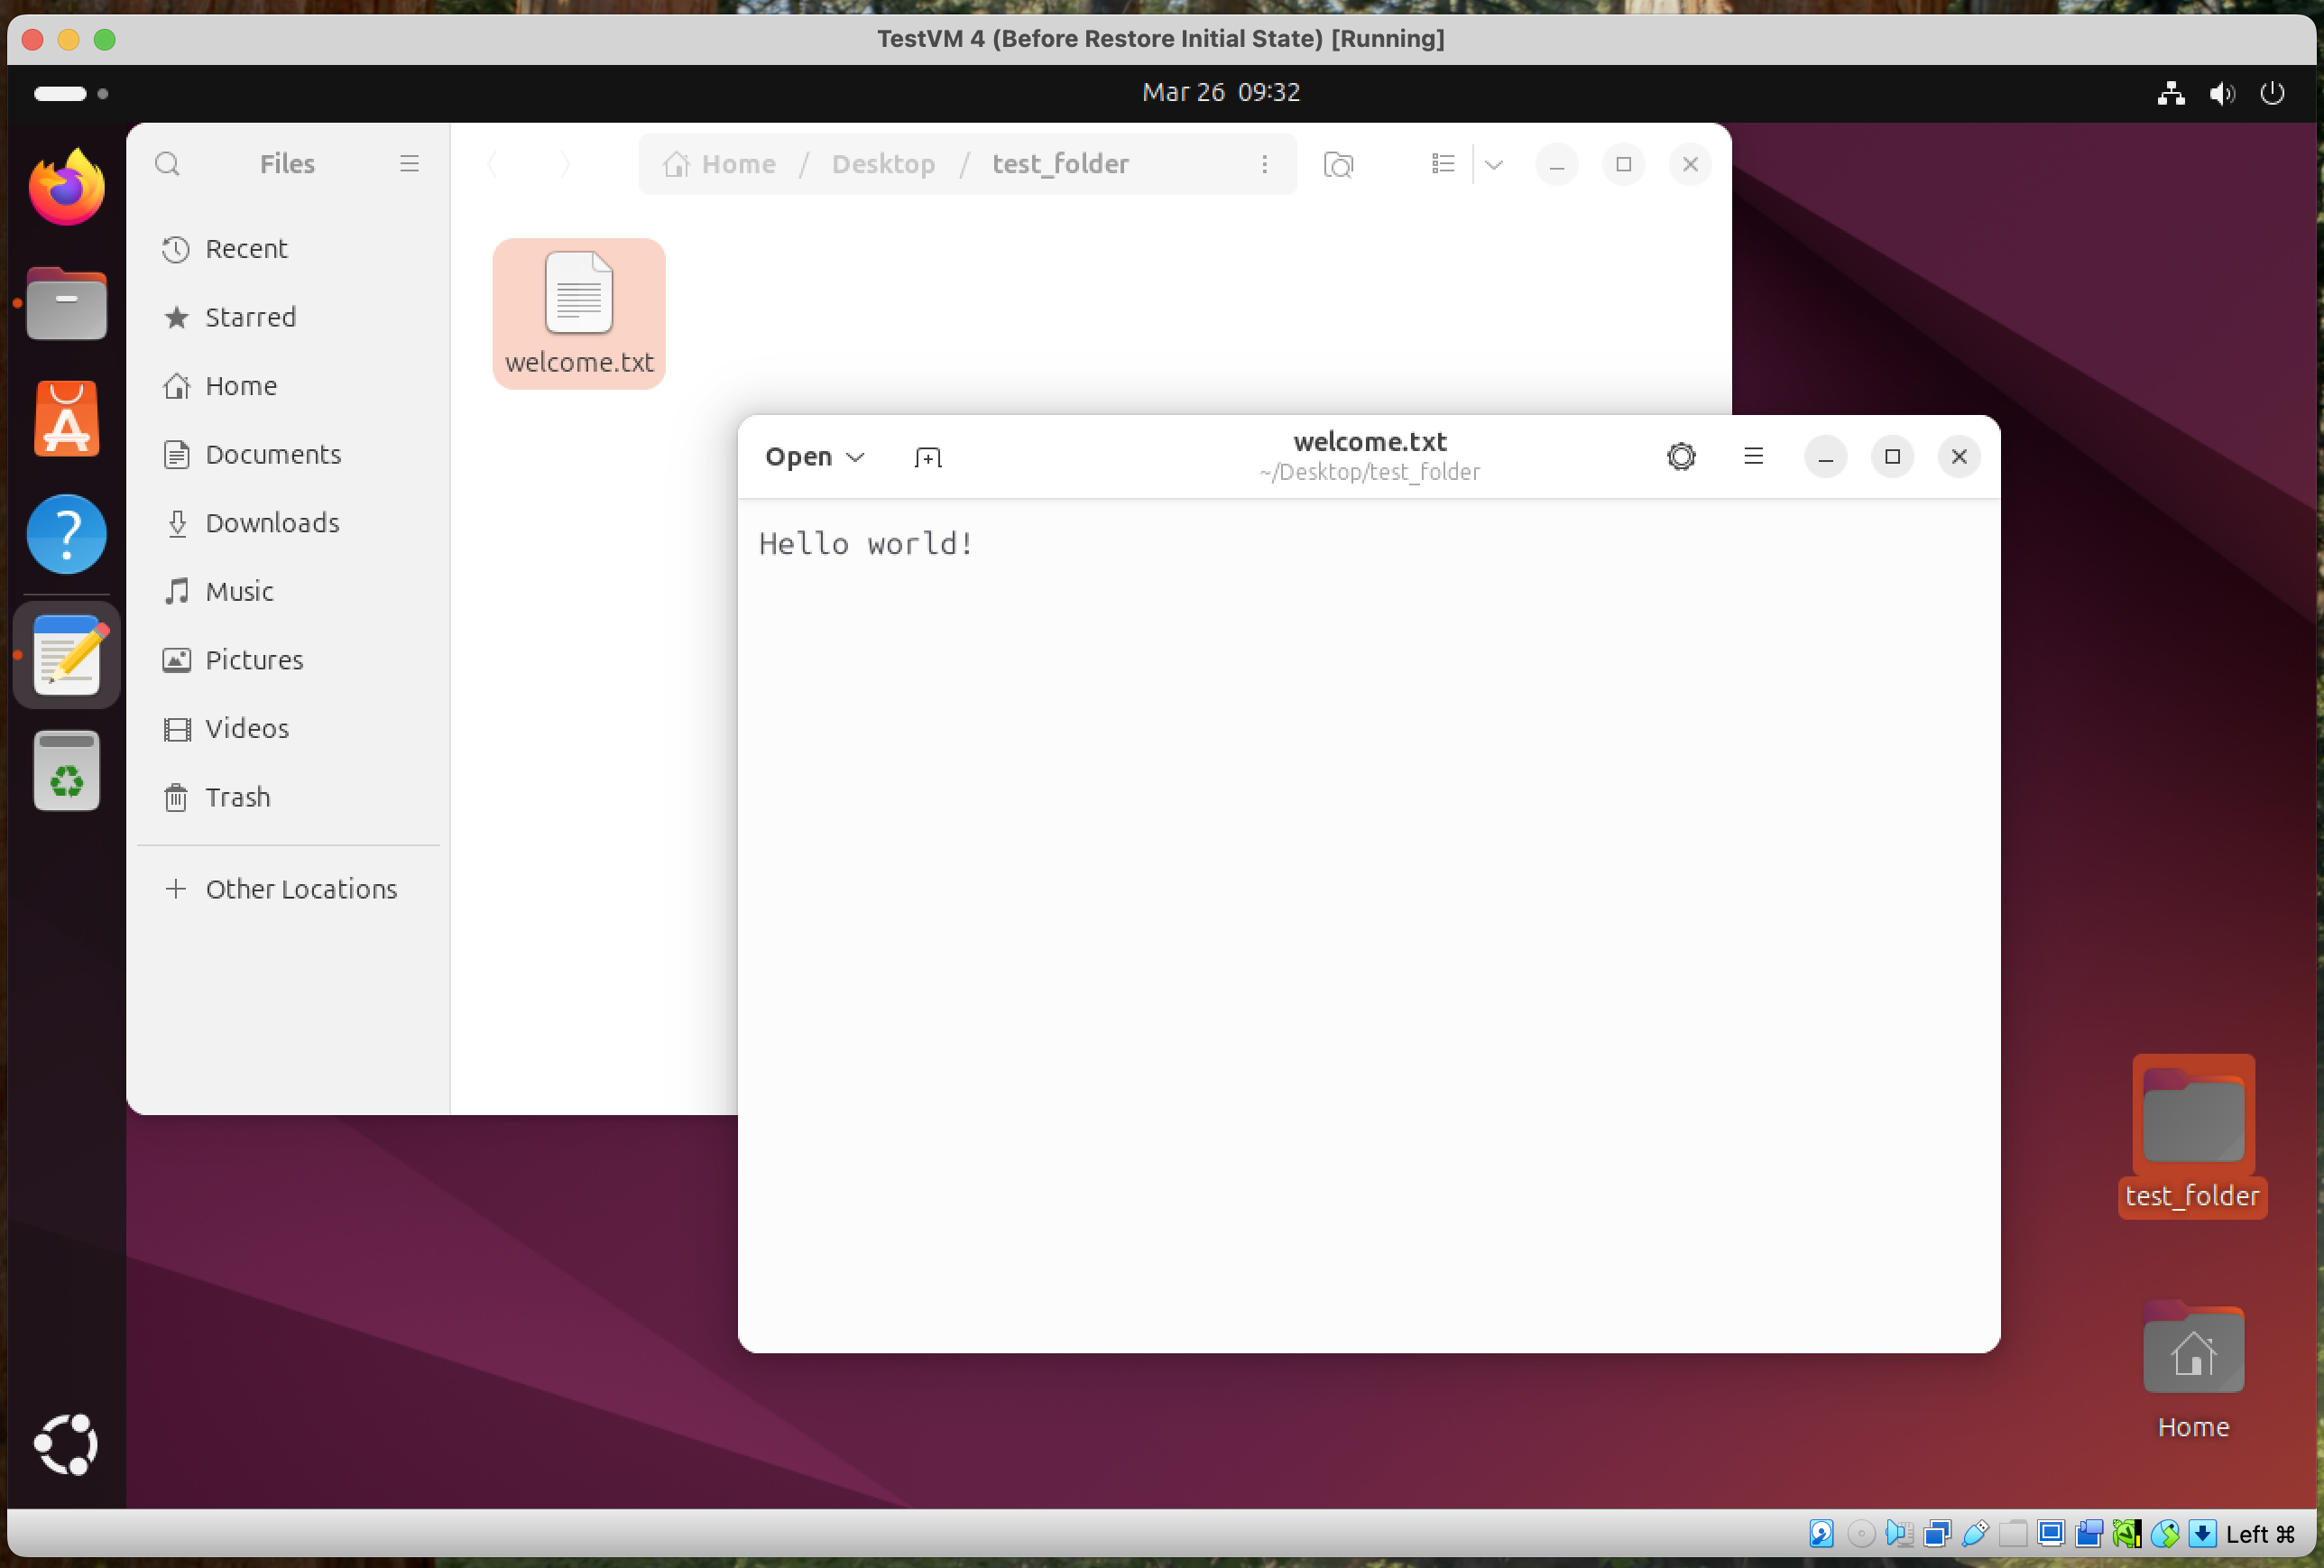 TestVM 4 (Before Restore Initial State) [Running]
Mar 26 09:32
Files
Home / Desktop / test_folder
Recent
Starred
Home
Documents
Downloads
Music
Pictures
Videos
Trash
Other Locations
welcome.txt
Open
welcome.txt
~/Desktop/test_folder
Hello world!
test_folder
Home
Left ⌘